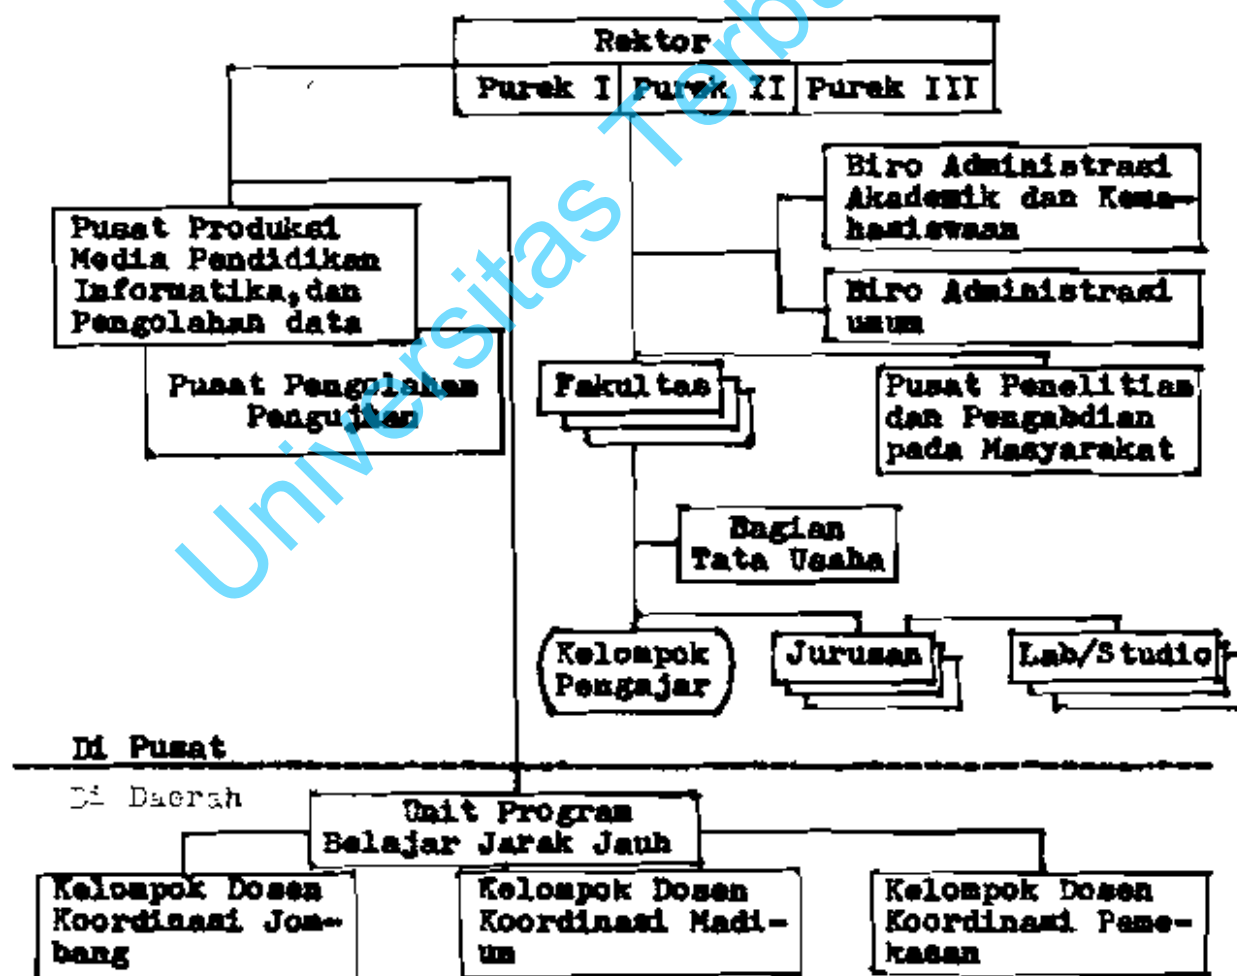 Rektor
Purek I
Purek II
Purek III
Biro Administrasi
Akademik dan Kema-
hasiswaan
Biro Administrasi
umum
Pusat Produksi
Media Pendidikan
Informatika, dan
Pengolahan data
Pusat Pengolahan
Pengujian
Fakultas
Pusat Penelitian
dan Pengabdian
pada Masyarakat
Bagian
Tata Usaha
Kelompok
Pengajar
Jurusan
Lab/Studio
Di Pusat
Di Daerah
Unit Program
Belajar Jarak Jauh
Kelompok Dosen
Koordinasi Jom-
bang
Kelompok Dosen
Koordinasi Madi-
un
Kelompok Dosen
Koordinasi Pame-
kasan
Universitas